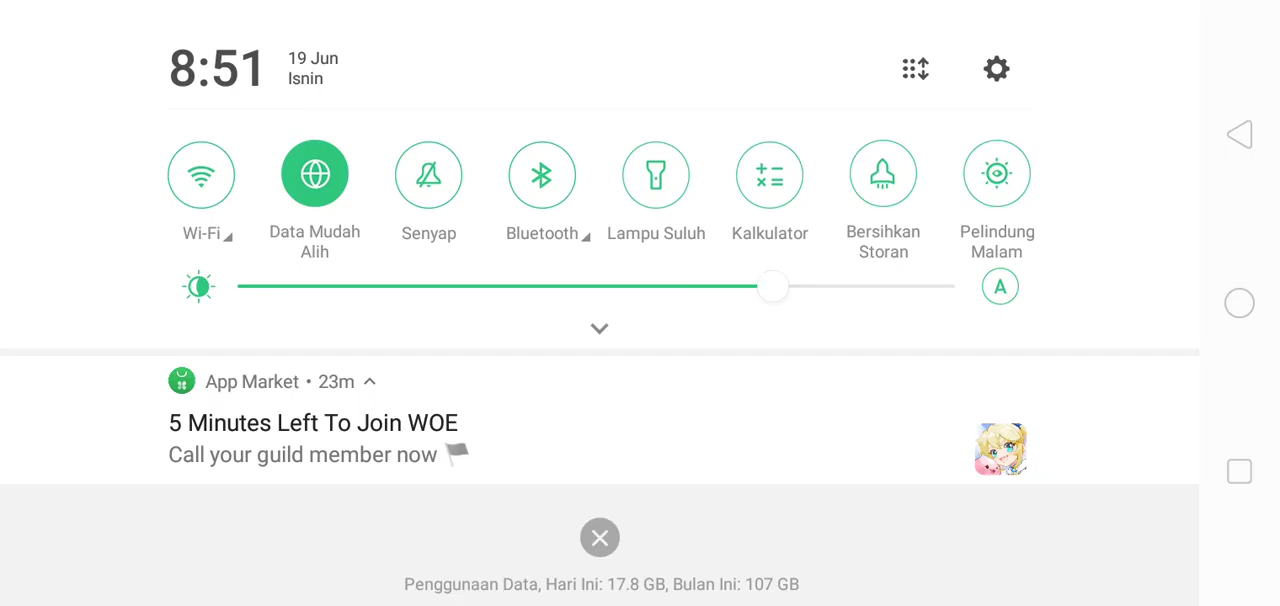 8:51
19 Jun
Isnin
Wi-Fi
Data Mudah
Alih
Senyap
Bluetooth
Lampu Suluh
Kalkulator
Bersihkan
Storan
Pelindung
Malam
A
App Market • 23m
5 Minutes Left To Join WOE
Call your guild member now
Penggunaan Data, Hari Ini: 17.8 GB, Bulan Ini: 107 GB